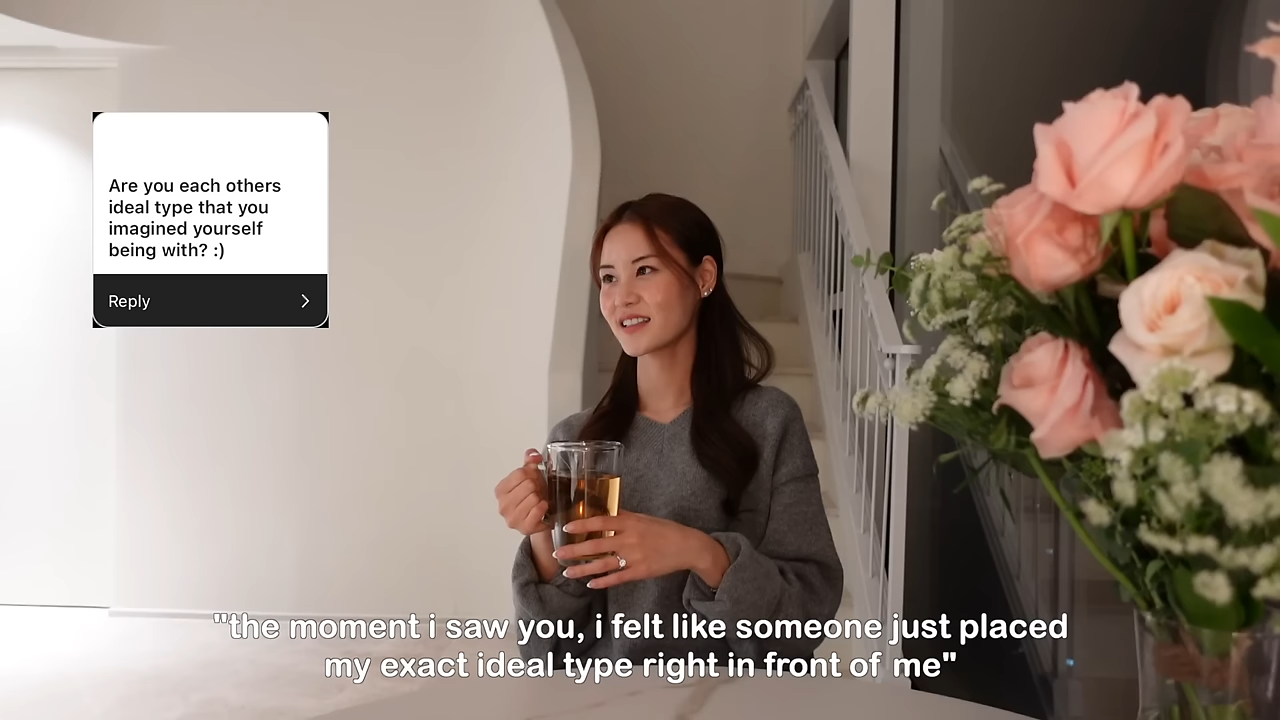 Are you each others
ideal type that you
imagined yourself
being with? :)
Reply
"the moment i saw you, i felt like someone just placed
my exact ideal type right in front of me"